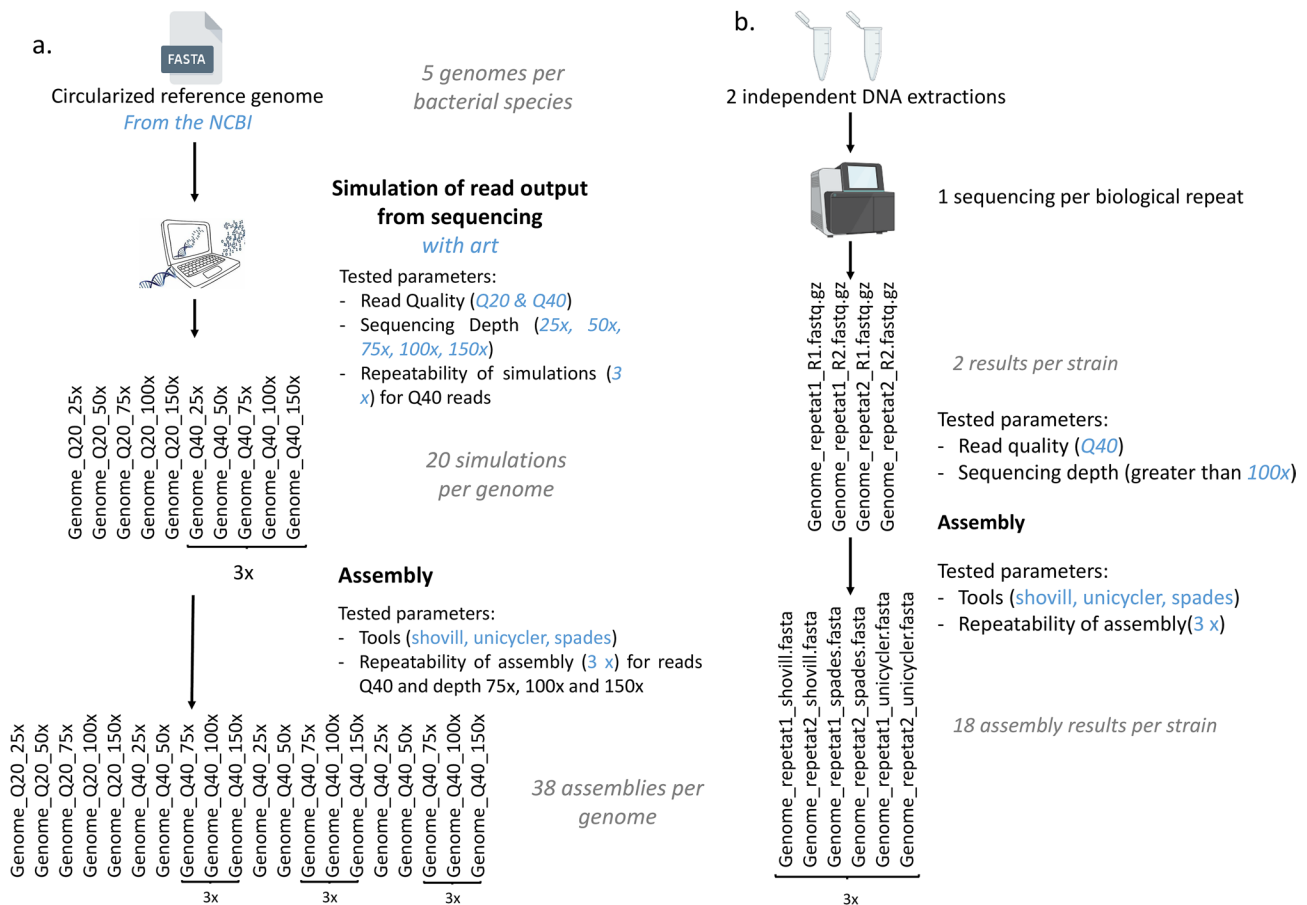 a.
FASTA
Circularized reference genome
From the NCBI
5 genomes per
bacterial species
Simulation of read output
from sequencing
with art
Tested parameters:
- Read Quality (Q20 & Q40)
- Sequencing Depth (25x, 50x,
75x, 100x, 150x)
- Repeatability of simulations (3
x) for Q40 reads
Genome_Q20_25x
Genome_Q20_50x
Genome_Q20_75x
Genome_Q20_100x
Genome_Q20_150x
Genome_Q40_25x
Genome_Q40_50x
Genome_Q40_75x
Genome_Q40_100x
Genome_Q40_150x
3x
20 simulations
per genome
Assembly
Tested parameters:
- Tools (shovill, unicycler, spades)
- Repeatability of assembly (3 x) for reads
Q40 and depth 75x, 100x and 150x
Genome_Q20_25x
Genome_Q20_50x
Genome_Q20_75x
Genome_Q20_100x
Genome_Q20_150x
Genome_Q40_25x
Genome_Q40_50x
Genome_Q40_75x
Genome_Q40_100x
Genome_Q40_150x
Genome_Q40_25x
Genome_Q40_50x
Genome_Q40_75x
Genome_Q40_100x
Genome_Q40_150x
Genome_Q40_25x
Genome_Q40_50x
Genome_Q40_75x
Genome_Q40_100x
Genome_Q40_150x
3x
3x
3x
38 assemblies per
genome
b.
2 independent DNA extractions
1 sequencing per biological repeat
Genome_repetat1_R1.fastq.gz
Genome_repetat1_R2.fastq.gz
Genome_repetat2_R1.fastq.gz
Genome_repetat2_R2.fastq.gz
2 results per strain
Tested parameters:
- Read quality (Q40)
- Sequencing depth (greater than 100x)
Assembly
Tested parameters:
- Tools (shovill, unicycler, spades)
- Repeatability of assembly(3 x)
Genome_repetat1_shovill.fasta
Genome_repetat2_shovill.fasta
Genome_repetat1_spades.fasta
Genome_repetat2_spades.fasta
Genome_repetat1_unicycler.fasta
Genome_repetat2_unicycler.fasta
3x
18 assembly results per strain